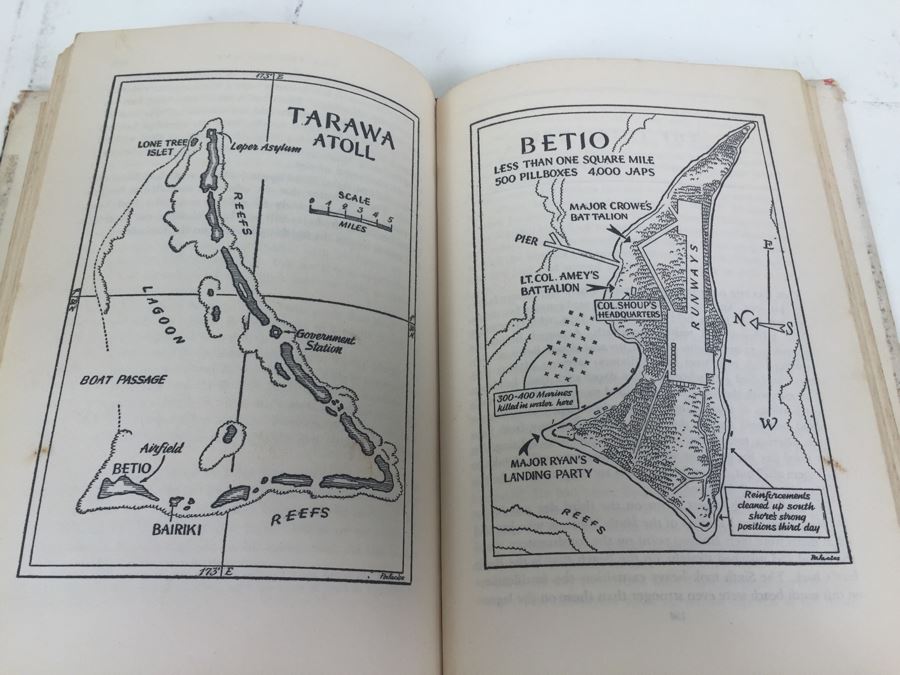 173° E
TARAWA
ATOLL
LONE TREE
ISLET
Loper Asylum
REEFS
SCALE
0 1 2 3 4 5
MILES
LAGOON
Government
Station
BOAT PASSAGE
Airfield
BETIO
BAIRIKI
REEFS
173° E
BETIO
LESS THAN ONE SQUARE MILE
500 PILLBOXES 4,000 JAPS
MAJOR CROWE'S
BATTALION
PIER
LT. COL. AMEY'S
BATTALION
COL. SHOUP'S
HEADQUARTERS
RUNWAYS
E
N S
W
300-400 Marines
killed in water here
MAJOR RYAN'S
LANDING PARTY
REEFS
Reinforcements
cleaned up south
shore's strong
positions third day